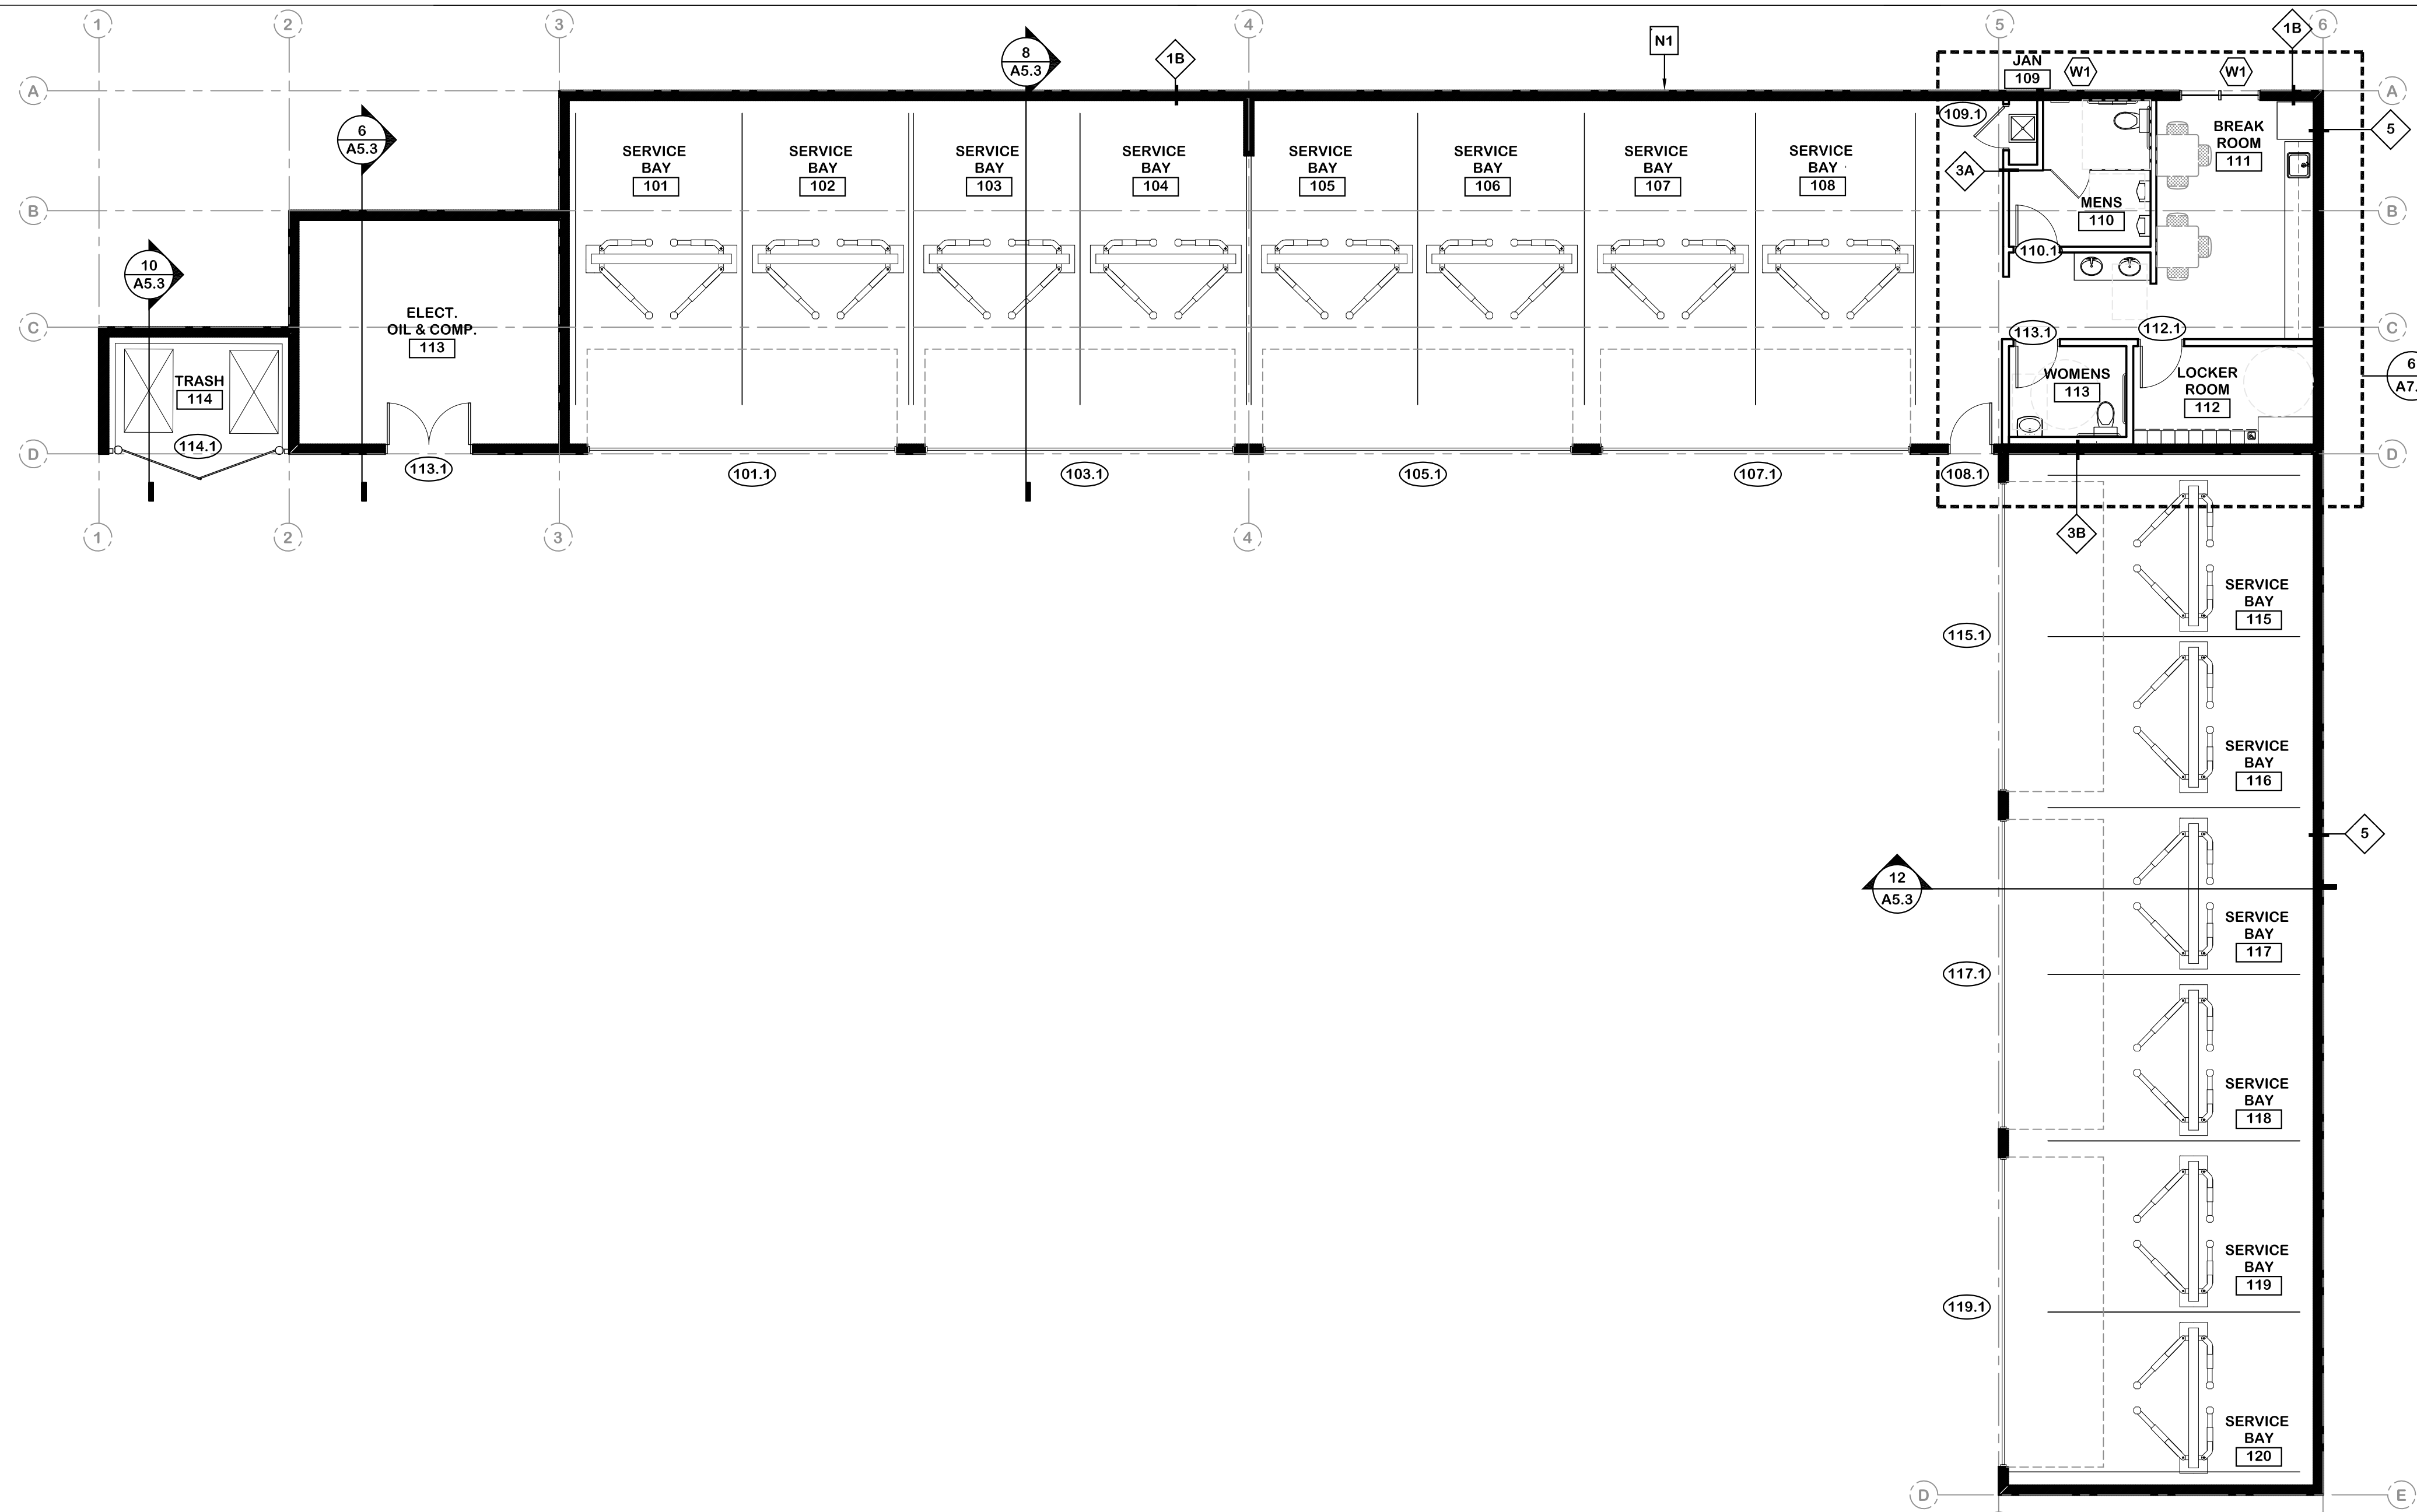 1
2
3
4
5
6
8
A5.3
1B
N1
1B
JAN
109
W1
W1
A
A
6
A5.3
109.1
BREAK
ROOM
111
5
SERVICE
BAY
101
SERVICE
BAY
102
SERVICE
BAY
103
SERVICE
BAY
104
SERVICE
BAY
105
SERVICE
BAY
106
SERVICE
BAY
107
SERVICE
BAY
108
3A
MENS
110
B
B
110.1
10
A5.3
ELECT.
OIL & COMP.
113
C
113.1
112.1
C
TRASH
114
WOMENS
113
LOCKER
ROOM
112
6
A7.
114.1
D
113.1
101.1
103.1
105.1
107.1
108.1
D
1
2
3
4
3B
SERVICE
BAY
115
115.1
SERVICE
BAY
116
5
12
A5.3
SERVICE
BAY
117
117.1
SERVICE
BAY
118
SERVICE
BAY
119
119.1
SERVICE
BAY
120
D
E